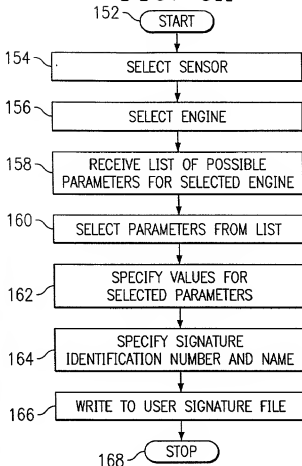 152
START
154
SELECT SENSOR
156
SELECT ENGINE
158
RECEIVE LIST OF POSSIBLE
PARAMETERS FOR SELECTED ENGINE
160
SELECT PARAMETERS FROM LIST
162
SPECIFY VALUES FOR
SELECTED PARAMETERS
164
SPECIFY SIGNATURE
IDENTIFICATION NUMBER AND NAME
166
WRITE TO USER SIGNATURE FILE
168
STOP